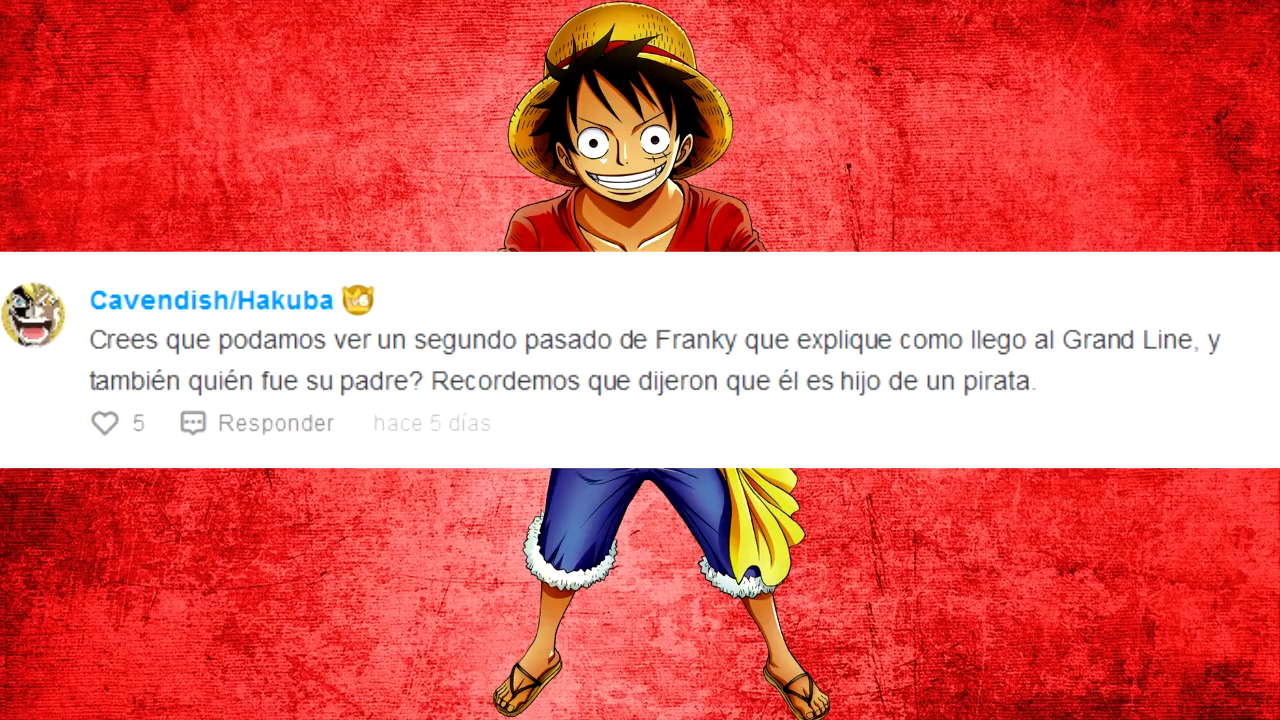 Cavendish/Hakuba
Crees que podamos ver un segundo pasado de Franky que explique como llego al Grand Line, y
también quién fue su padre? Recordemos que dijeron que él es hijo de un pirata.
5 Responder hace 5 días